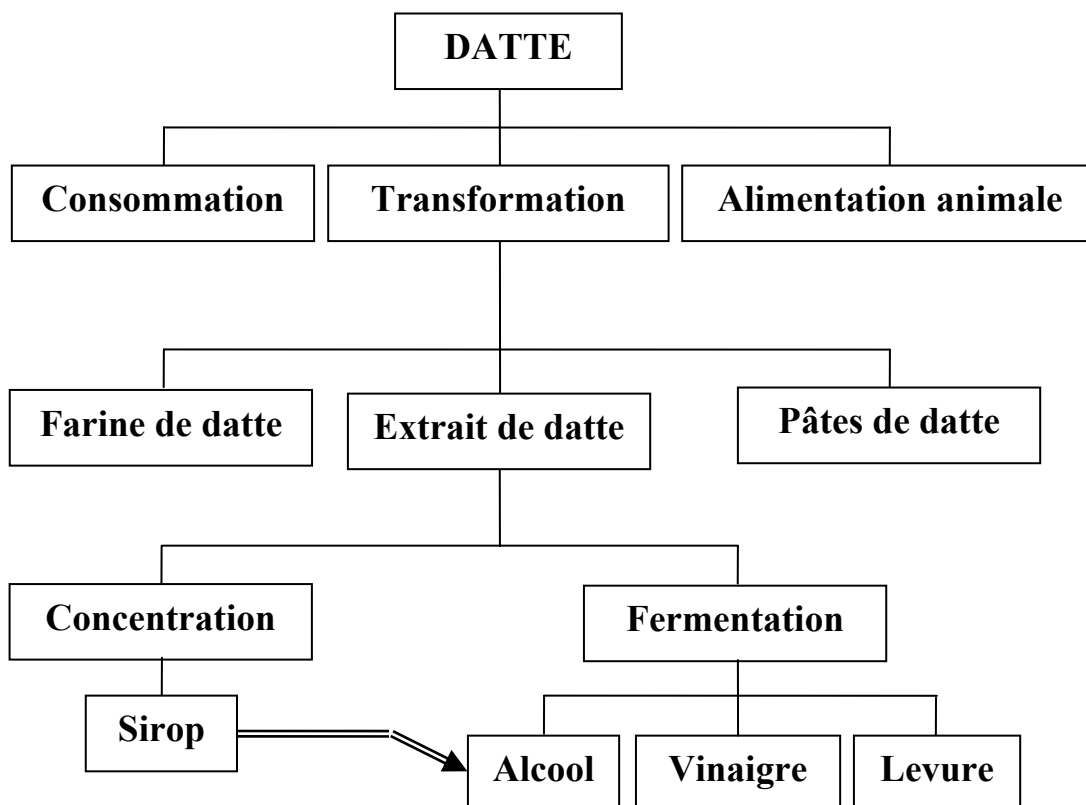 DATTE
Consommation
Transformation
Alimentation animale
Farine de datte
Extrait de datte
Pâtes de datte
Concentration
Fermentation
Sirop
Alcool
Vinaigre
Levure